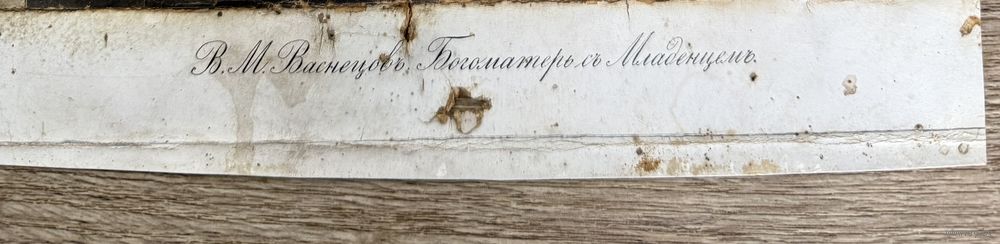 В. М. Васнецовъ, Богоматерь съ Младенцемъ.